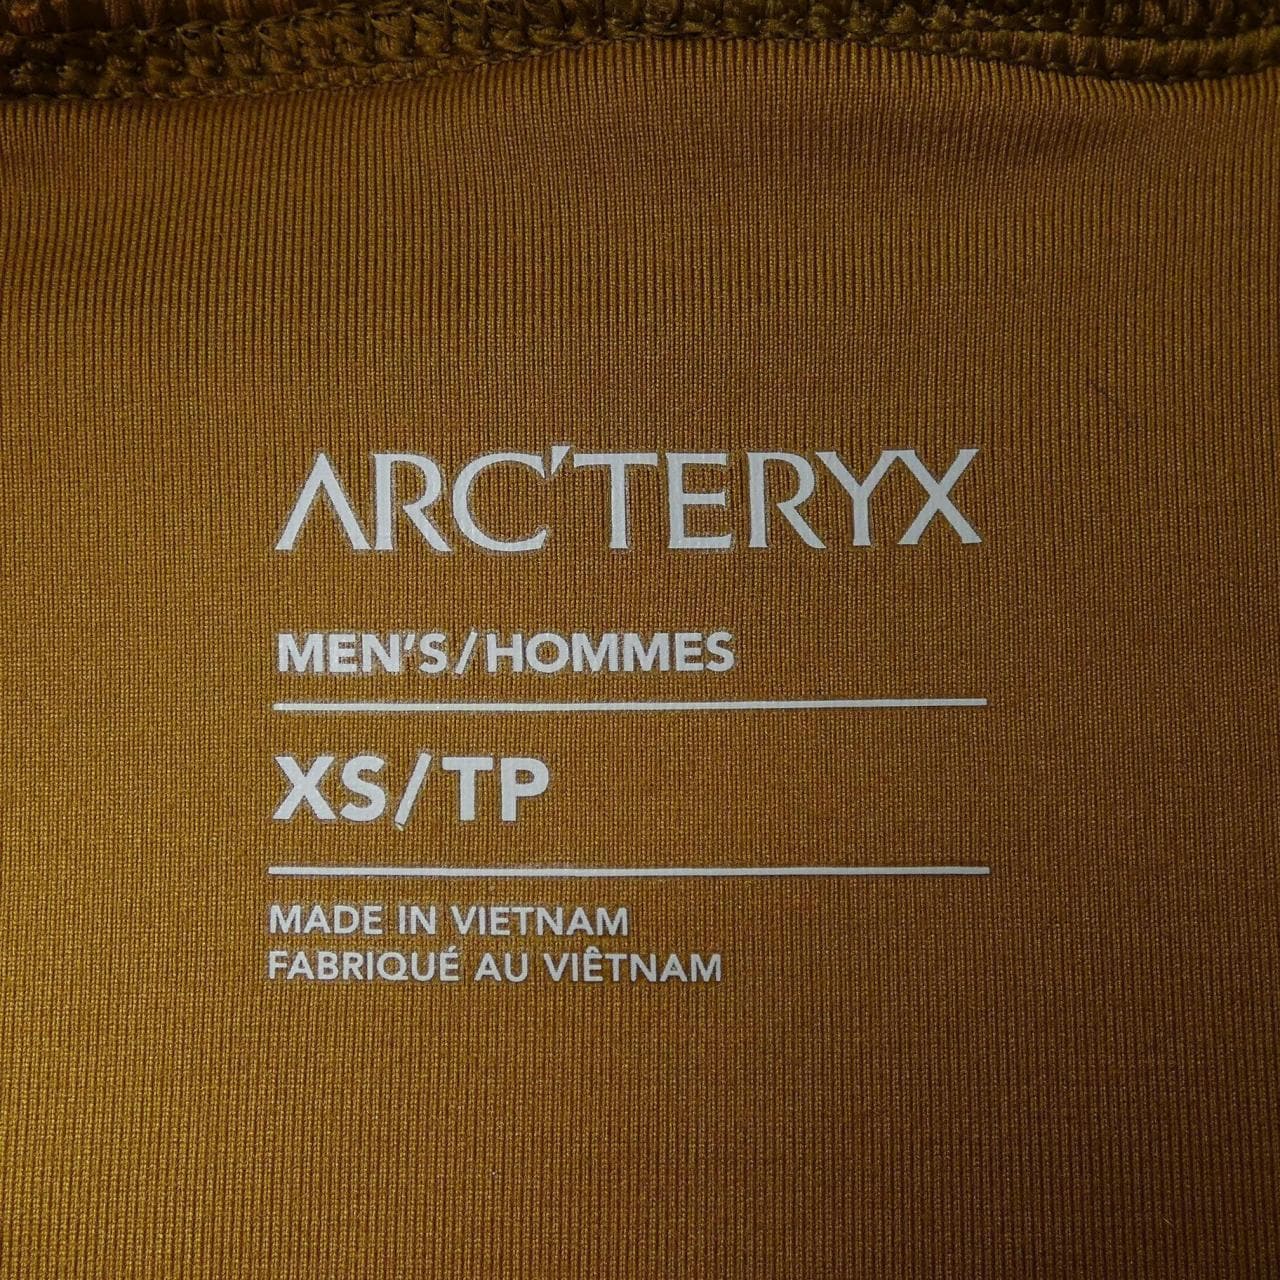 ARC'TERYX
MEN'S/HOMMES
XS/TP
MADE IN VIETNAM
FABRIQUÉ AU VIÊTNAM